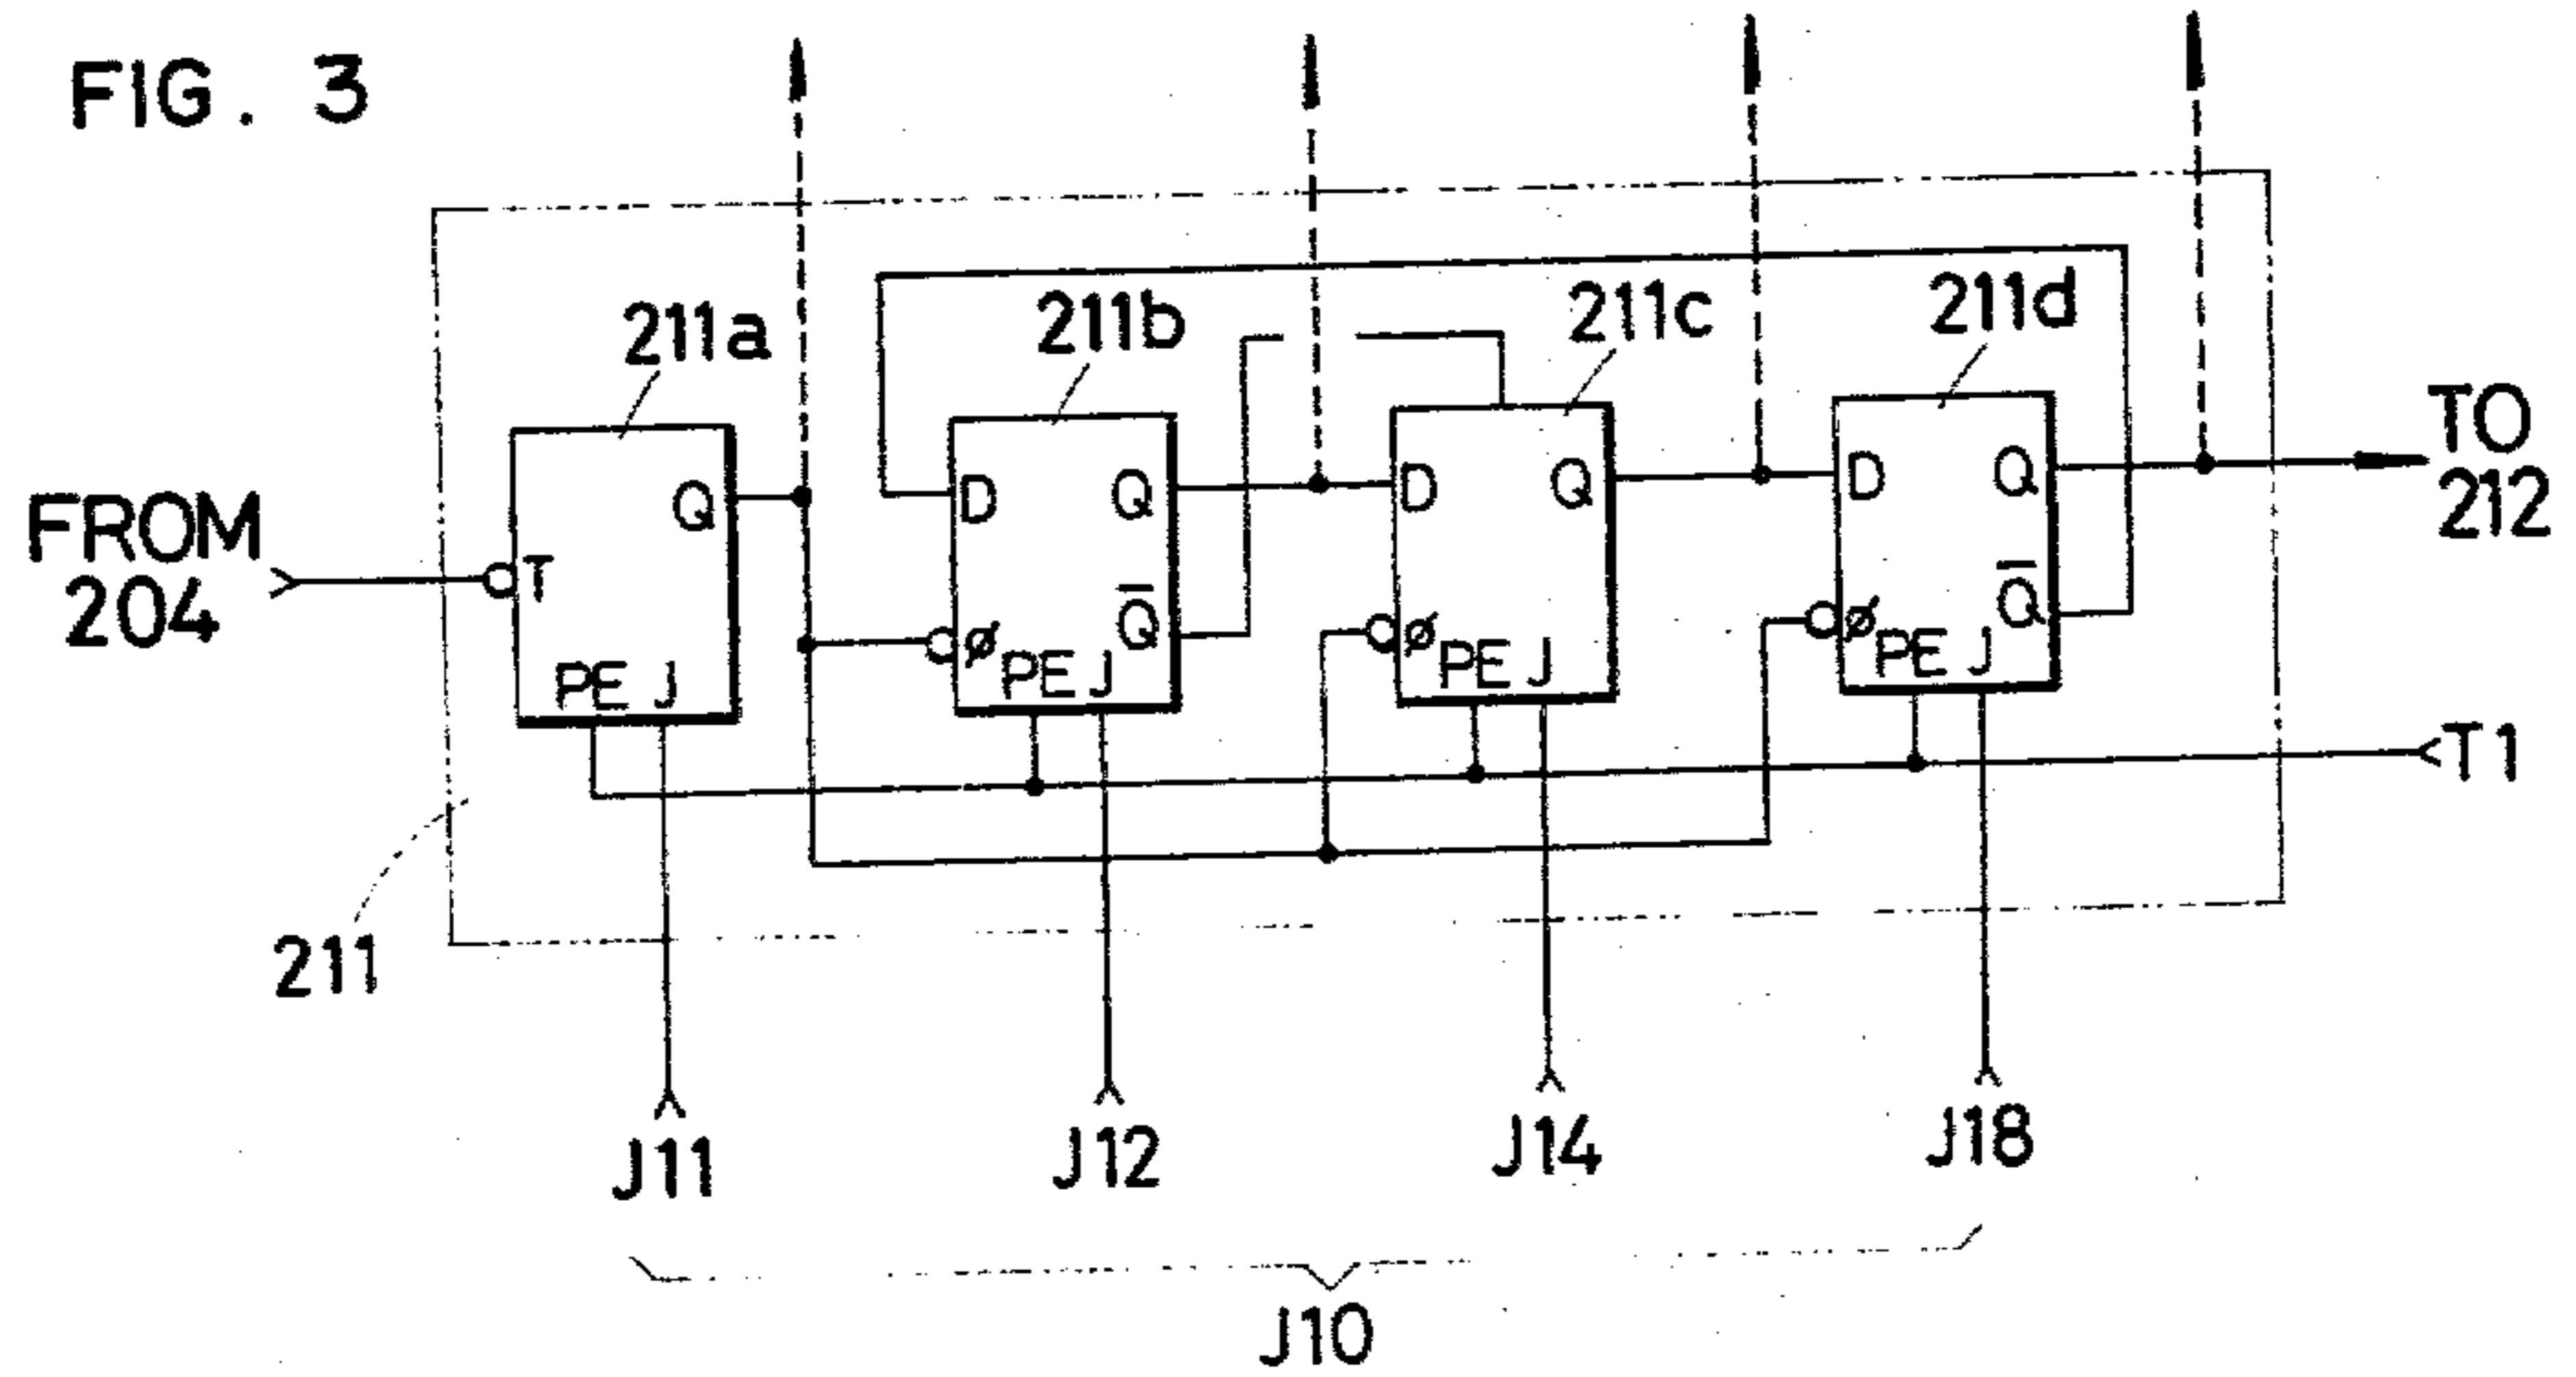 FIG. 3
211a
211b
211c
211d
FROM
204
TO
212
Q
T
PE J
D
Q
Q̅
ø
PE J
D
Q
ø
PE J
D
Q
Q̅
ø
PE J
T1
211
J11
J12
J14
J18
J10